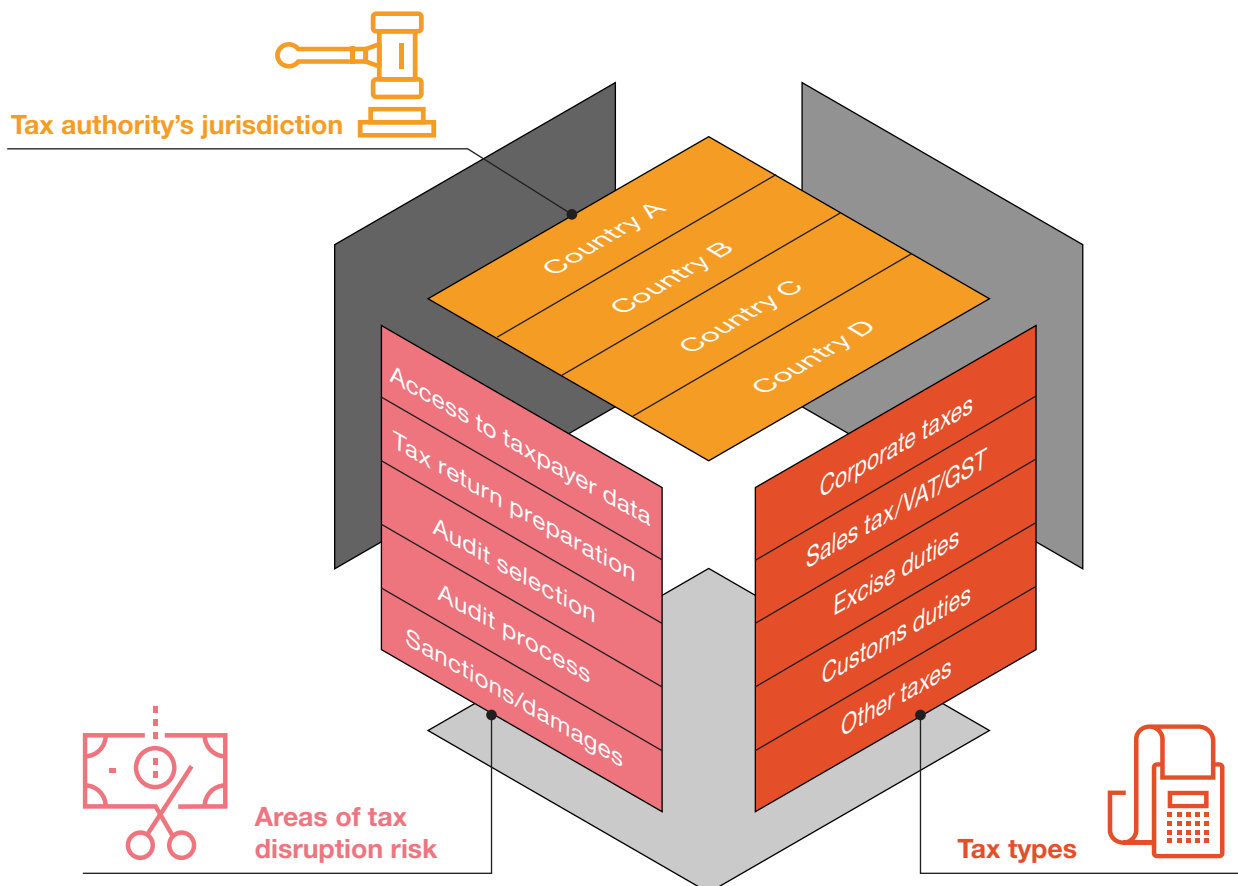 Tax authority's jurisdiction
Country A
Country B
Country C
Country D
Access to taxpayer data
Tax return preparation
Audit selection
Audit process
Sanctions/damages
Corporate taxes
Sales tax/VAT/GST
Excise duties
Customs duties
Other taxes
Areas of tax
disruption risk
Tax types